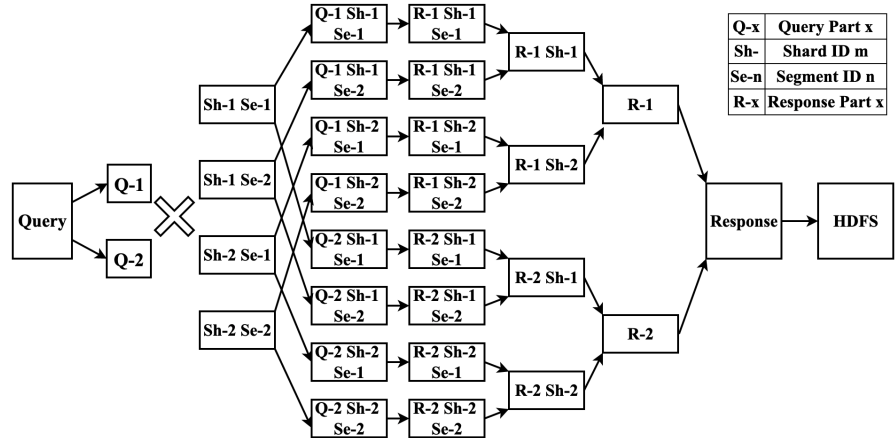 Query
Q-1
Q-2
Sh-1 Se-1
Sh-1 Se-2
Sh-2 Se-1
Sh-2 Se-2
Q-1 Sh-1
Se-1
Q-1 Sh-1
Se-2
Q-1 Sh-2
Se-1
Q-1 Sh-2
Se-2
Q-2 Sh-1
Se-1
Q-2 Sh-1
Se-2
Q-2 Sh-2
Se-1
Q-2 Sh-2
Se-2
R-1 Sh-1
Se-1
R-1 Sh-1
Se-2
R-1 Sh-2
Se-1
R-1 Sh-2
Se-2
R-2 Sh-1
Se-1
R-2 Sh-1
Se-2
R-2 Sh-2
Se-1
R-2 Sh-2
Se-2
R-1 Sh-1
R-1 Sh-2
R-2 Sh-1
R-2 Sh-2
R-1
R-2
Response
HDFS
Q-x Query Part x
Sh- Shard ID m
Se-n Segment ID n
R-x Response Part x